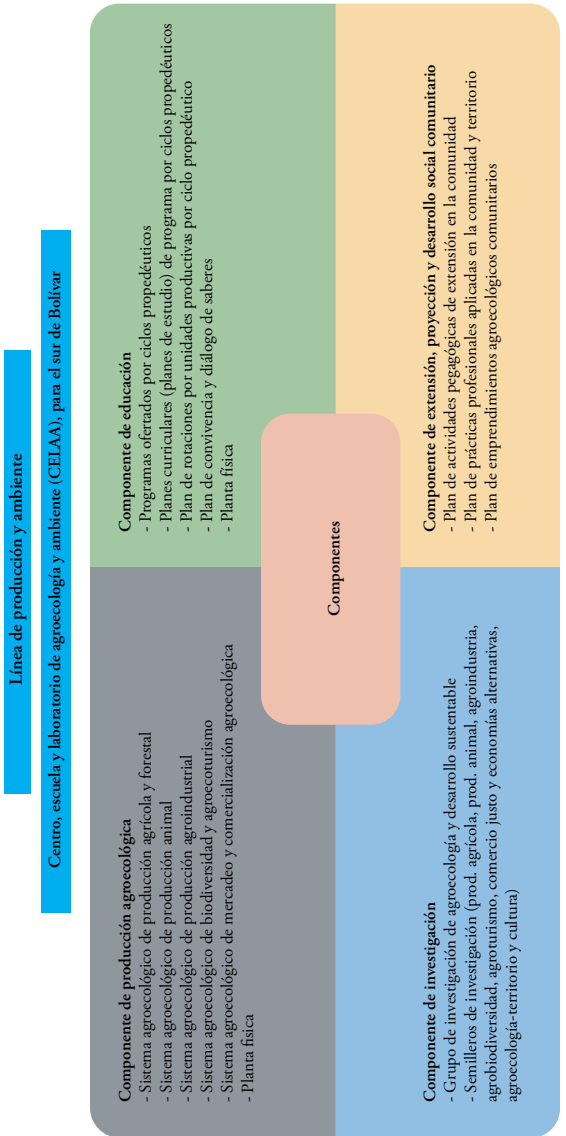 Línea de producción y ambiente
Centro, escuela y laboratorio de agroecología y ambiente (CELAA), para el sur de Bolívar
Componente de producción agroecológica
- Sistema agroecológico de producción agrícola y forestal
- Sistema agroecológico de producción animal
- Sistema agroecológico de producción agroindustrial
- Sistema agroecológico de biodiversidad y agroecoturismo
- Sistema agroecológico de mercadeo y comercialización agroecológica
- Planta física
Componente de educación
- Programas ofertados por ciclos propedéuticos
- Planes curriculares (planes de estudio) de programa por ciclos propedéuticos
- Plan de rotaciones por unidades productivas por ciclo propedéutico
- Plan de convivencia y diálogo de saberes
- Planta física
Componentes
Componente de investigación
- Grupo de investigación de agroecología y desarrollo sustentable
- Semilleros de investigación (prod. agrícola, prod. animal, agroindustria,
agrobiodiversidad, agroturismo, comercio justo y economías alternativas,
agroecología-territorio y cultura)
Componente de extensión, proyección y desarrollo social comunitario
- Plan de actividades pegagógicas de extensión en la comunidad
- Plan de prácticas profesionales aplicadas en la comunidad y territorio
- Plan de emprendimientos agroecológicos comunitarios